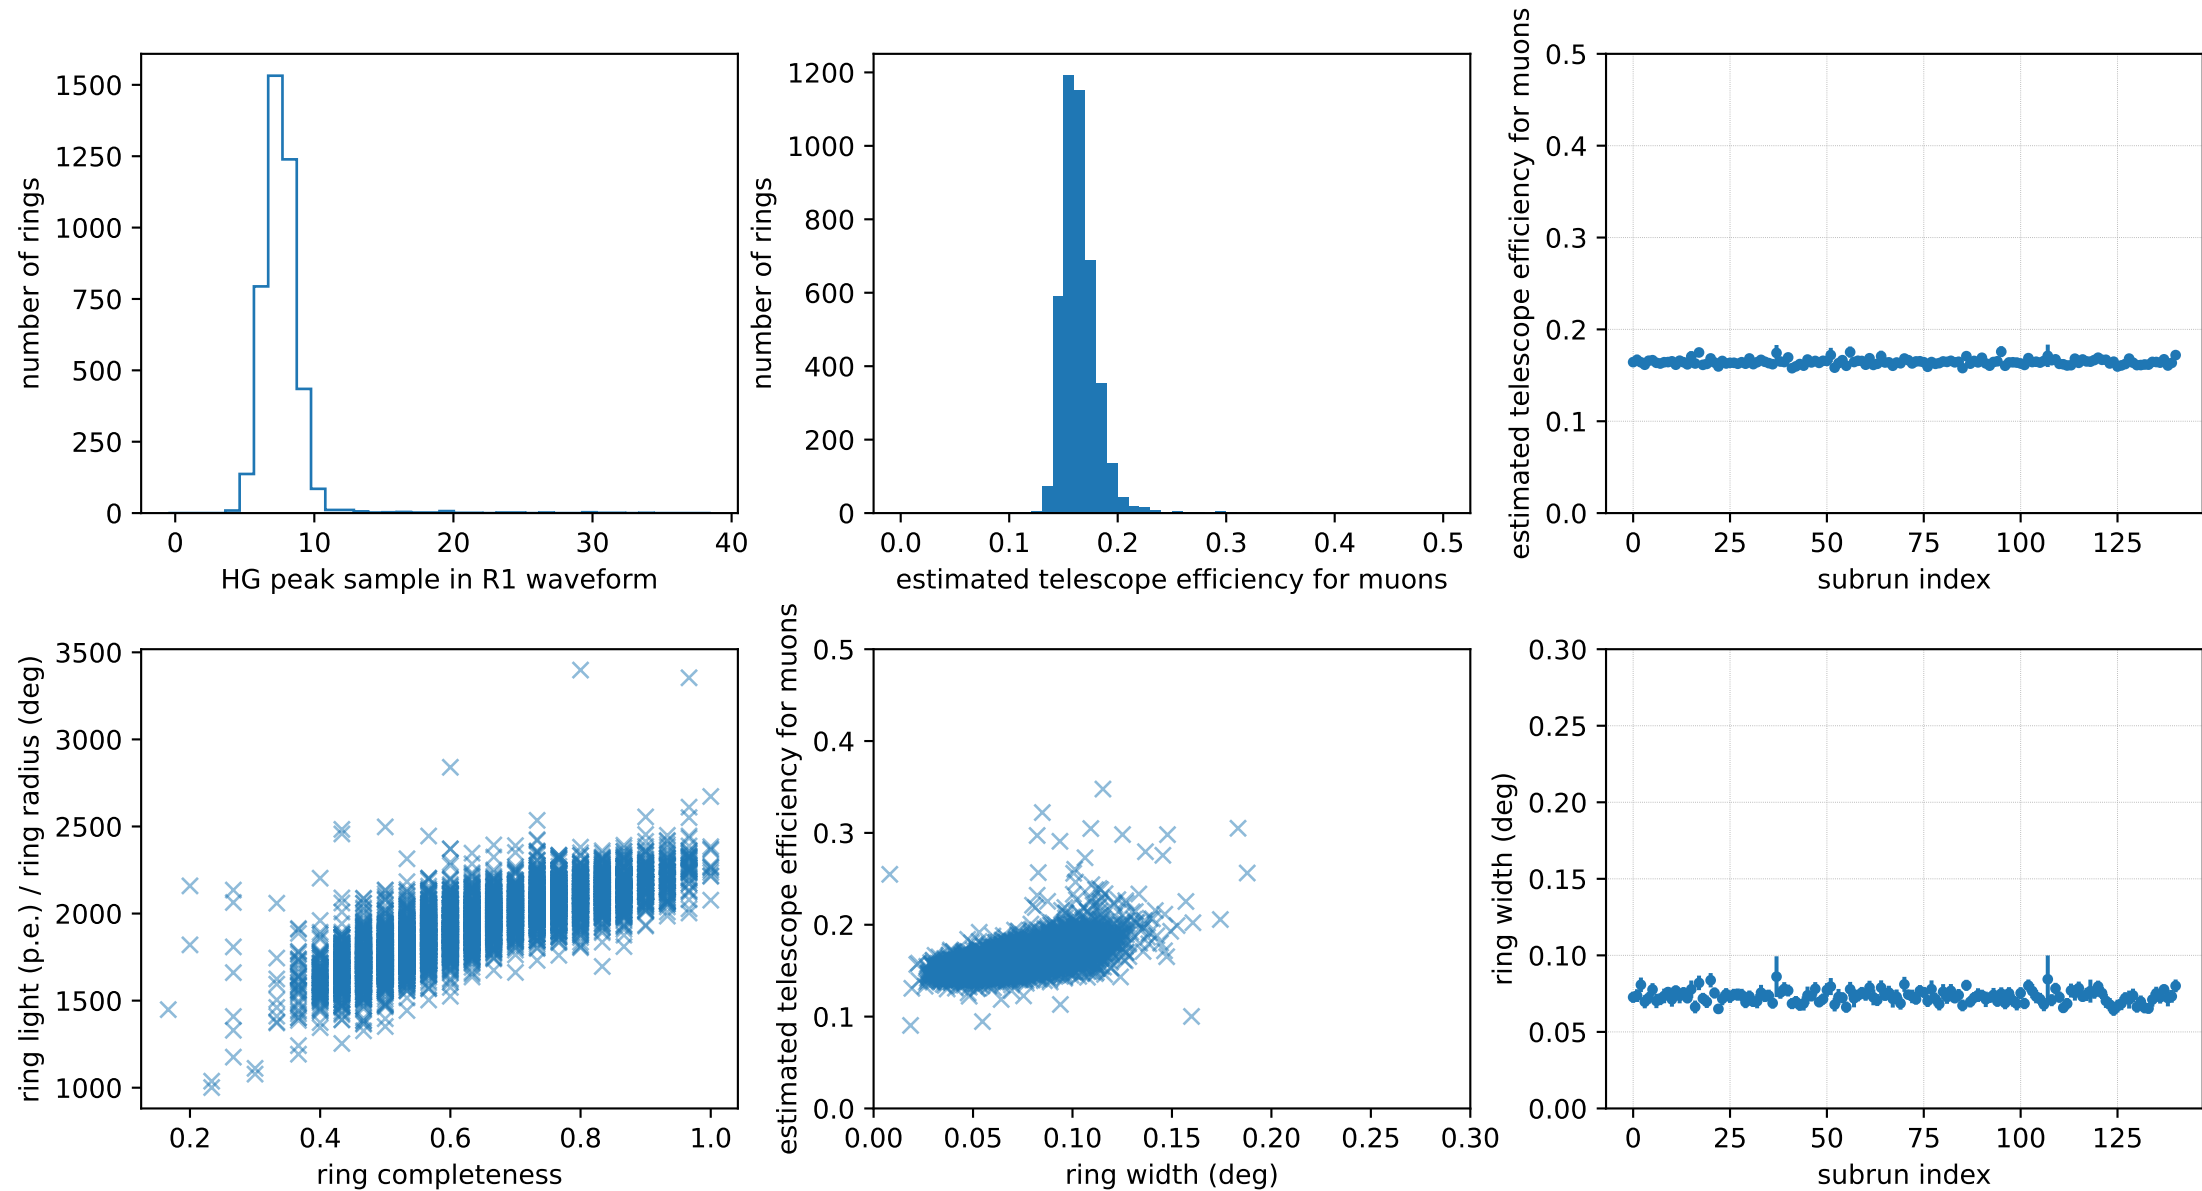 number of rings
1500
1250
1000
750
500
250
0
0 10 20 30 40
HG peak sample in R1 waveform
number of rings
1200
1000
800
600
400
200
0
0.0 0.1 0.2 0.3 0.4 0.5
estimated telescope efficiency for muons
estimated telescope efficiency for muons
0.5
0.4
0.3
0.2
0.1
0.0
0 25 50 75 100 125
subrun index
ring light (p.e.) / ring radius (deg)
3500
3000
2500
2000
1500
1000
0.2 0.4 0.6 0.8 1.0
ring completeness
estimated telescope efficiency for muons
0.5
0.4
0.3
0.2
0.1
0.0
0.00 0.05 0.10 0.15 0.20 0.25 0.30
ring width (deg)
ring width (deg)
0.30
0.25
0.20
0.15
0.10
0.05
0.00
0 25 50 75 100 125
subrun index